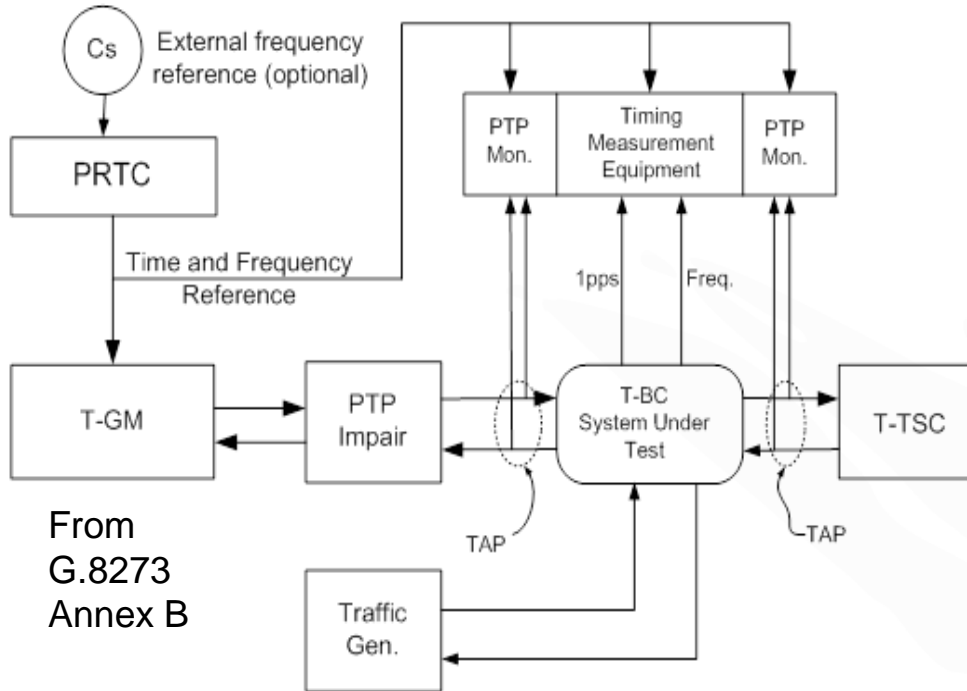 Cs
External frequency
reference (optional)
PRTC
PTP
Mon.
Timing
Measurement
Equipment
PTP
Mon.
Time and Frequency
Reference
1pps
Freq.
T-GM
PTP
Impair
T-BC
System Under
Test
T-TSC
TAP
TAP
From
G.8273
Annex B
Traffic
Gen.